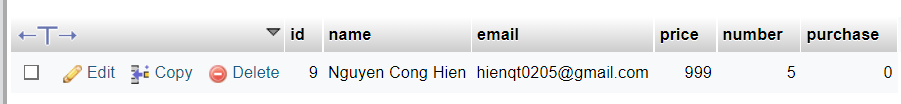 id name email price number purchase
Edit Copy Delete 9 Nguyen Cong Hien hienqt0205@gmail.com 999 5 0